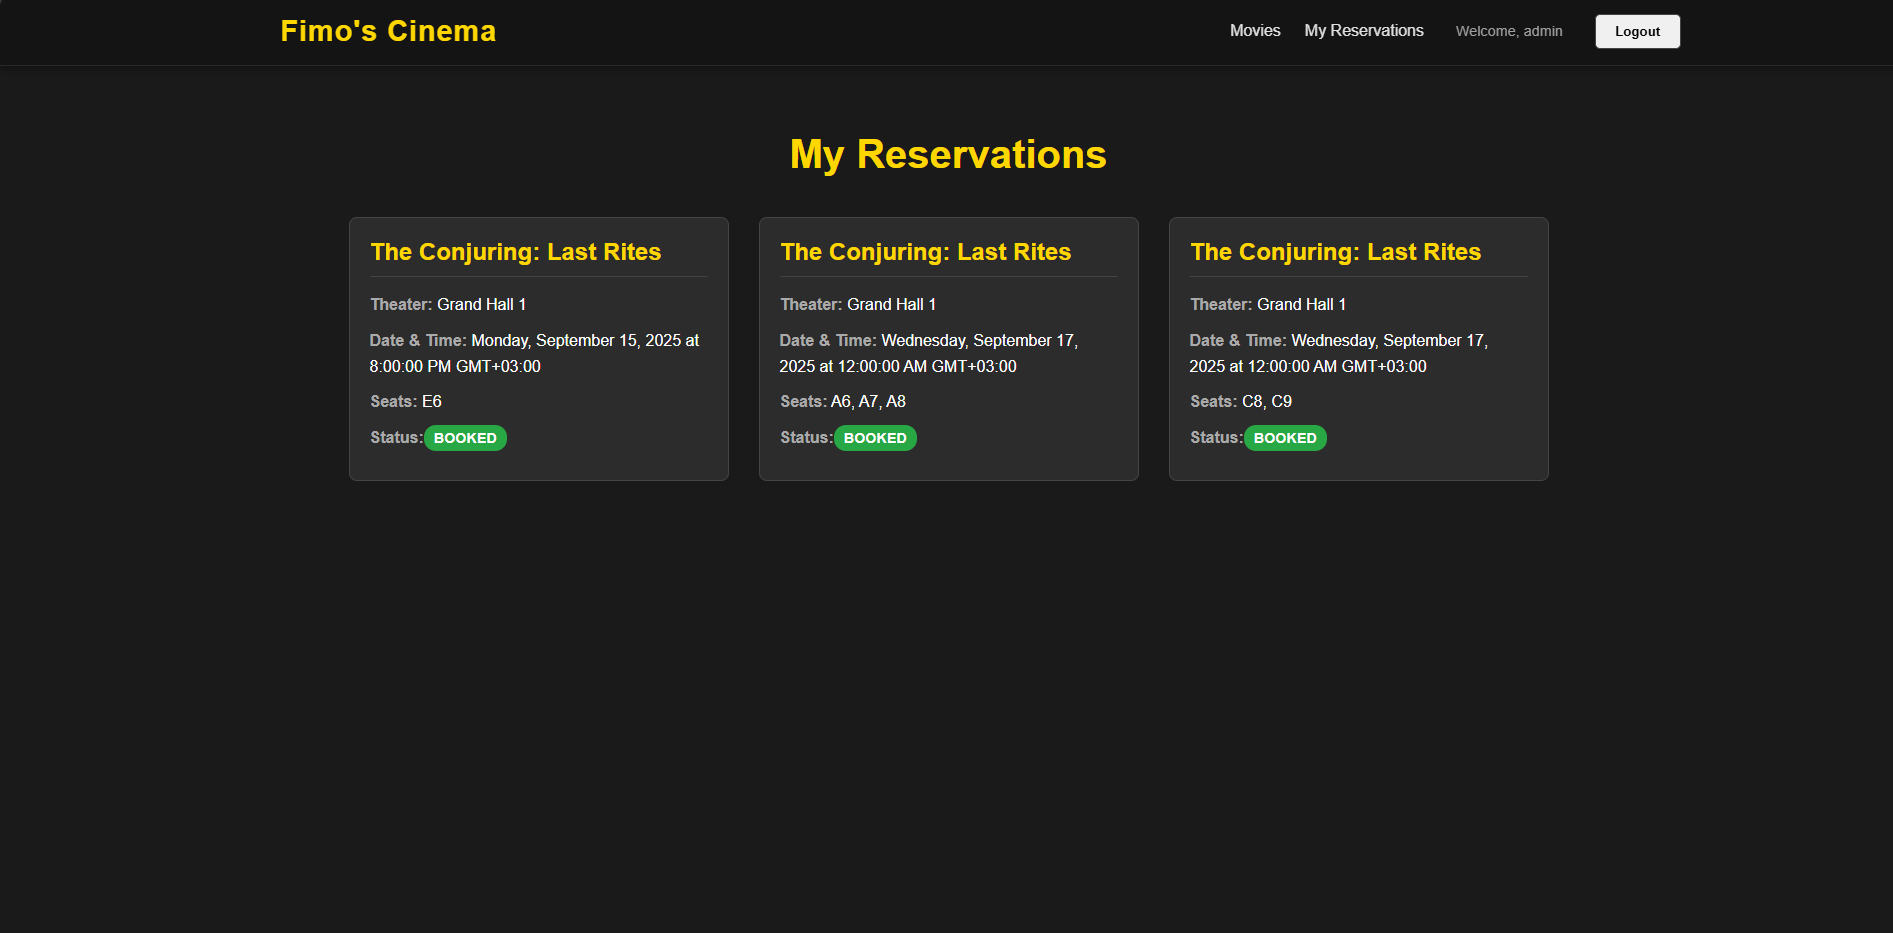 Fimo's Cinema
Movies
My Reservations
Welcome, admin
Logout
My Reservations
The Conjuring: Last Rites
Theater: Grand Hall 1
Date & Time: Monday, September 15, 2025 at
8:00:00 PM GMT+03:00
Seats: E6
Status: BOOKED
The Conjuring: Last Rites
Theater: Grand Hall 1
Date & Time: Wednesday, September 17,
2025 at 12:00:00 AM GMT+03:00
Seats: A6, A7, A8
Status: BOOKED
The Conjuring: Last Rites
Theater: Grand Hall 1
Date & Time: Wednesday, September 17,
2025 at 12:00:00 AM GMT+03:00
Seats: C8, C9
Status: BOOKED